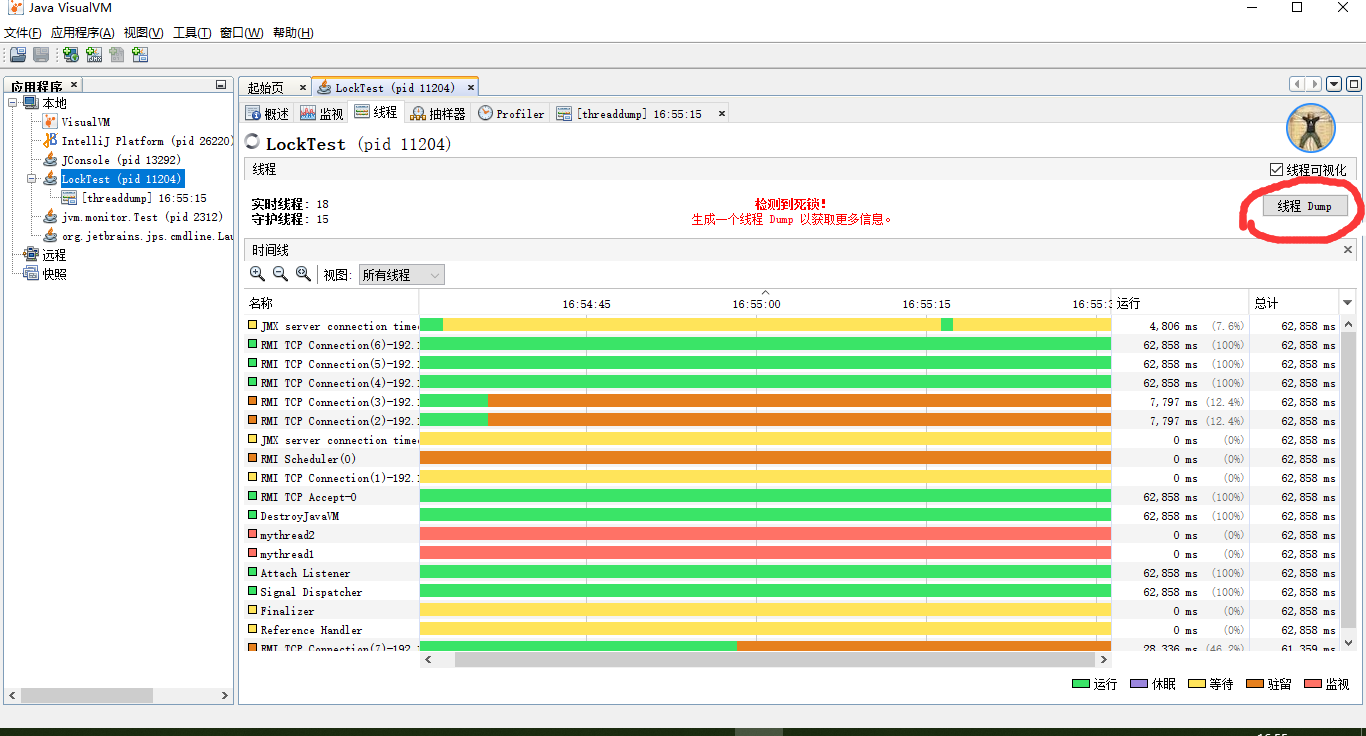 Java VisualVM
文件(F) 应用程序(A) 视图(V) 工具(T) 窗口(W) 帮助(H)
应用程序
本地
VisualVM
IntelliJ Platform (pid 26220)
JConsole (pid 13292)
LockTest (pid 11204)
[threaddump] 16:55:15
jvm.monitor.Test (pid 2312)
org.jetbrains.jps.cmdline.Lau
远程
快照
起始页 LockTest (pid 11204)
概述 监视 线程 抽样器 Profiler [threaddump] 16:55:15
LockTest (pid 11204)
线程 线程可视化
实时线程: 18
守护线程: 15
检测到死锁!
生成一个线程 Dump 以获取更多信息。
线程 Dump
时间线
视图: 所有线程
名称 16:54:45 16:55:00 16:55:15 16:55:3 运行 总计
JMX server connection timeo 4,806 ms (7.6%) 62,858 ms
RMI TCP Connection(6)-192.1 62,858 ms (100%) 62,858 ms
RMI TCP Connection(5)-192.1 62,858 ms (100%) 62,858 ms
RMI TCP Connection(4)-192.1 62,858 ms (100%) 62,858 ms
RMI TCP Connection(3)-192.1 7,797 ms (12.4%) 62,858 ms
RMI TCP Connection(2)-192.1 7,797 ms (12.4%) 62,858 ms
JMX server connection timeo 0 ms (0%) 62,858 ms
RMI Scheduler(0) 0 ms (0%) 62,858 ms
RMI TCP Connection(1)-192.1 0 ms (0%) 62,858 ms
RMI TCP Accept-0 62,858 ms (100%) 62,858 ms
DestroyJavaVM 62,858 ms (100%) 62,858 ms
mythread2 0 ms (0%) 62,858 ms
mythread1 0 ms (0%) 62,858 ms
Attach Listener 62,858 ms (100%) 62,858 ms
Signal Dispatcher 62,858 ms (100%) 62,858 ms
Finalizer 0 ms (0%) 62,858 ms
Reference Handler 0 ms (0%) 62,858 ms
RMI TCP Connection(7)-192.1 28,336 ms (46.2%) 61,359 ms
运行 休眠 等待 驻留 监视
16:55